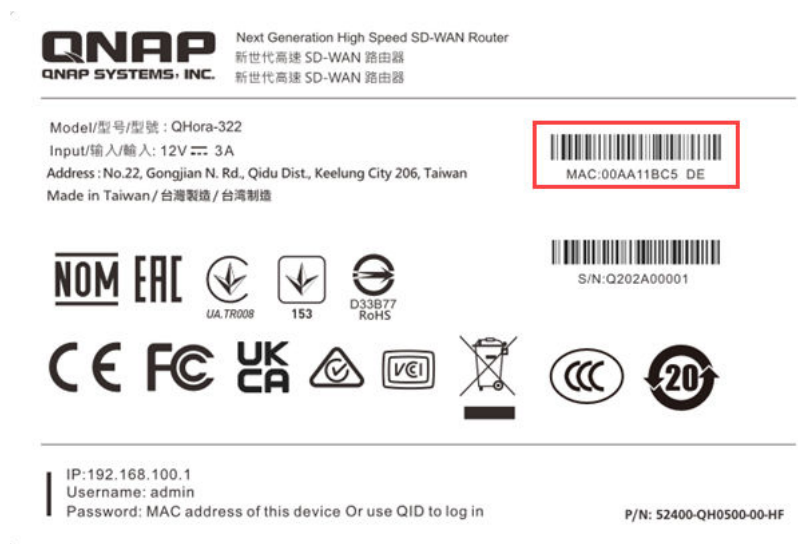 QNAP
QNAP SYSTEMS, INC.
Next Generation High Speed SD-WAN Router
新世代高速 SD-WAN 路由器
新世代高速 SD-WAN 路由器
Model/型号/型號 : QHora-322
Input/输入/輸入: 12V ⎓ 3 A
Address : No.22, Gongjian N. Rd., Qidu Dist., Keelung City 206, Taiwan
Made in Taiwan / 台灣製造 / 台湾制造
MAC:00AA11BC5 DE
S/N:Q202A00001
NOM EAC
UA.TR008
153
D33B77
RoHS
CE FC UK
CA
VCI
CCC
20
IP:192.168.100.1
Username: admin
Password: MAC address of this device Or use QID to log in
P/N: 52400-QH0500-00-HF